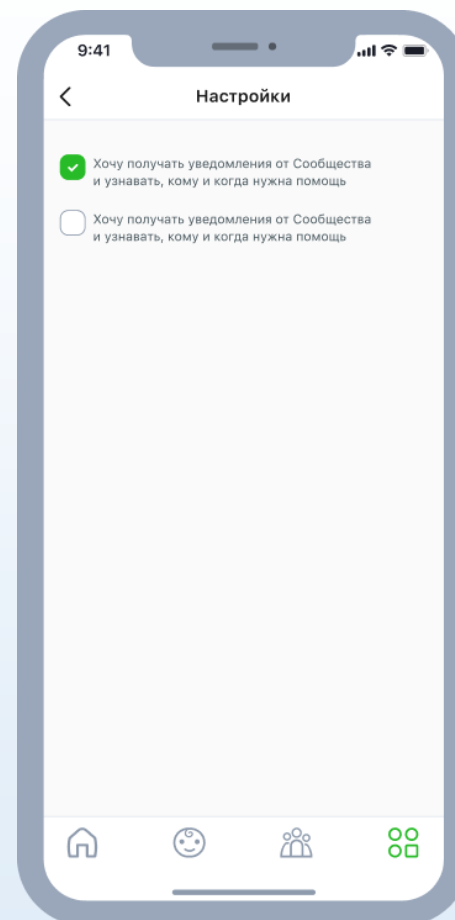 9:41
Настройки
Хочу получать уведомления от Сообщества
и узнавать, кому и когда нужна помощь
Хочу получать уведомления от Сообщества
и узнавать, кому и когда нужна помощь